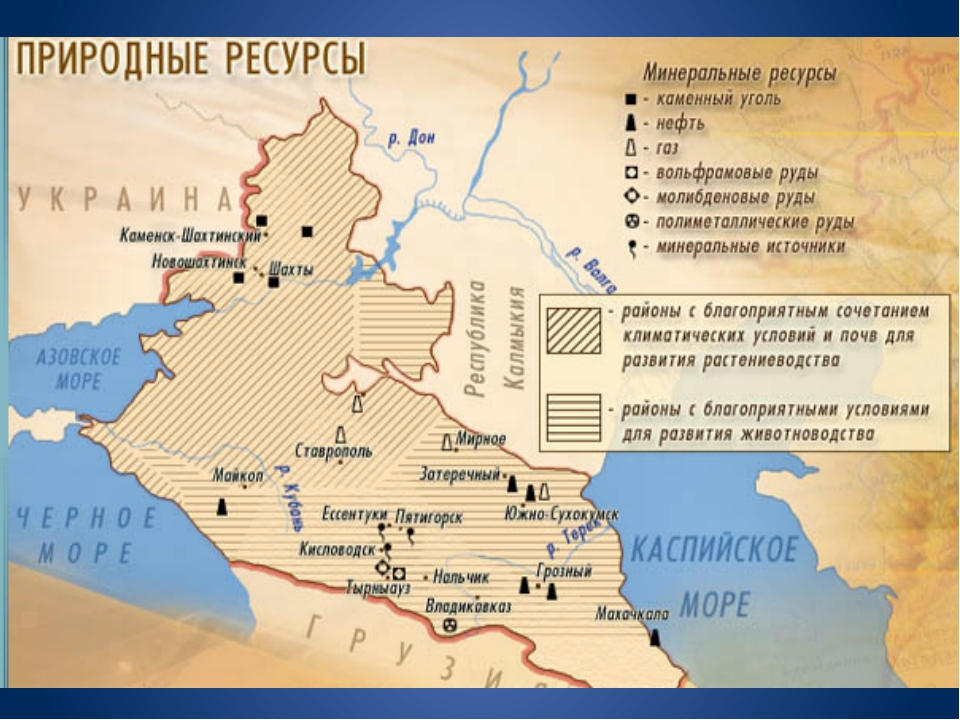 ПРИРОДНЫЕ РЕСУРСЫ
Минеральные ресурсы
- каменный уголь
- нефть
- газ
- вольфрамовые руды
- молибденовые руды
- полиметаллические руды
- минеральные источники
р. Дон
УКРАИНА
Каменск-Шахтинский
Новошахтинск
Шахты
р. Волга
Республика
Калмыкия
- районы с благоприятным сочетанием
климатических условий и почв для
развития растениеводства
- районы с благоприятными условиями
для развития животноводства
АЗОВСКОЕ
МОРЕ
Ставрополь
Мирное
Майкоп
р. Кубань
Затеречный
Ессентуки
Пятигорск
Южно-Сухокумск
ЧЕРНОЕ
МОРЕ
Кисловодск
р. Терек
КАСПИЙСКОЕ
МОРЕ
Тырныауз
Нальчик
Грозный
Владикавказ
Махачкала
ГРУЗИЯ